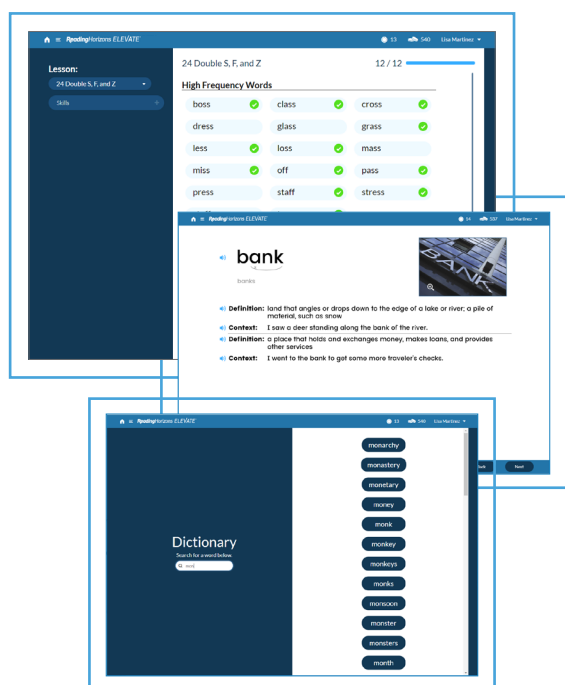 Reading Horizons ELEVATE 13 540 Lisa Martinez
Lesson:
24 Double S, F, and Z
Skills
24 Double S, F, and Z 12 / 12
High Frequency Words
boss class cross
dress glass grass
less loss mass
miss off pass
press staff stress
ReadingHorizons ELEVATE 14 537 Lisa Martinez
bank
banks
BANK
Definition: land that angles or drops down to the edge of a lake or river; a pile of
material, such as snow
Context: I saw a deer standing along the bank of the river.
Definition: a place that holds and exchanges money, makes loans, and provides
other services
Context: I went to the bank to get some more traveler's checks.
Next
ReadingHorizons ELEVATE 13 540 Lisa Martinez
Dictionary
Search for a word below.
monarchy
monastery
monetary
money
monk
monkey
monkeys
monks
monsoon
monster
monsters
month